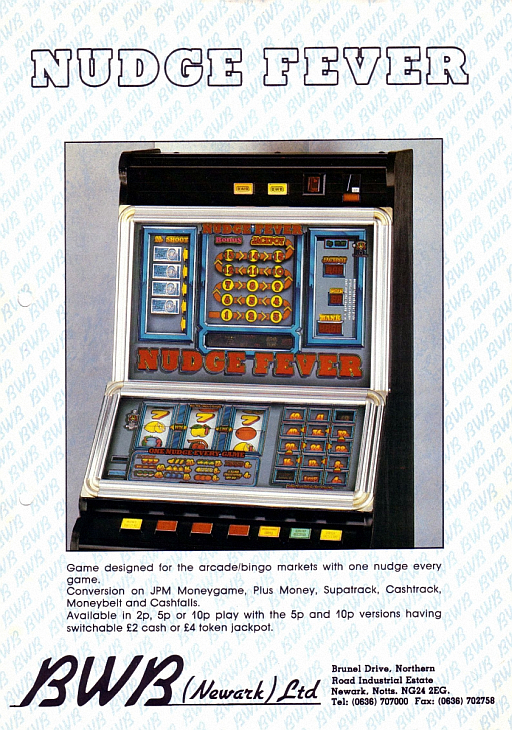 NUDGE FEVER
NUDGE FEVER
Bonus JACKPOT
NUDGE FEVER
ONE NUDGE EVERY GAME
Game designed for the arcade/bingo markets with one nudge every
game.
Conversion on JPM Moneygame, Plus Money, Supatrack, Cashtrack,
Moneybelt and Cashfalls.
Available in 2p, 5p or 10p play with the 5p and 10p versions having
switchable £2 cash or £4 token jackpot.
BWB (Newark) Ltd
Brunel Drive, Northern
Road Industrial Estate
Newark, Notts. NG24 2EG.
Tel: (0636) 707000 Fax: (0636) 702758